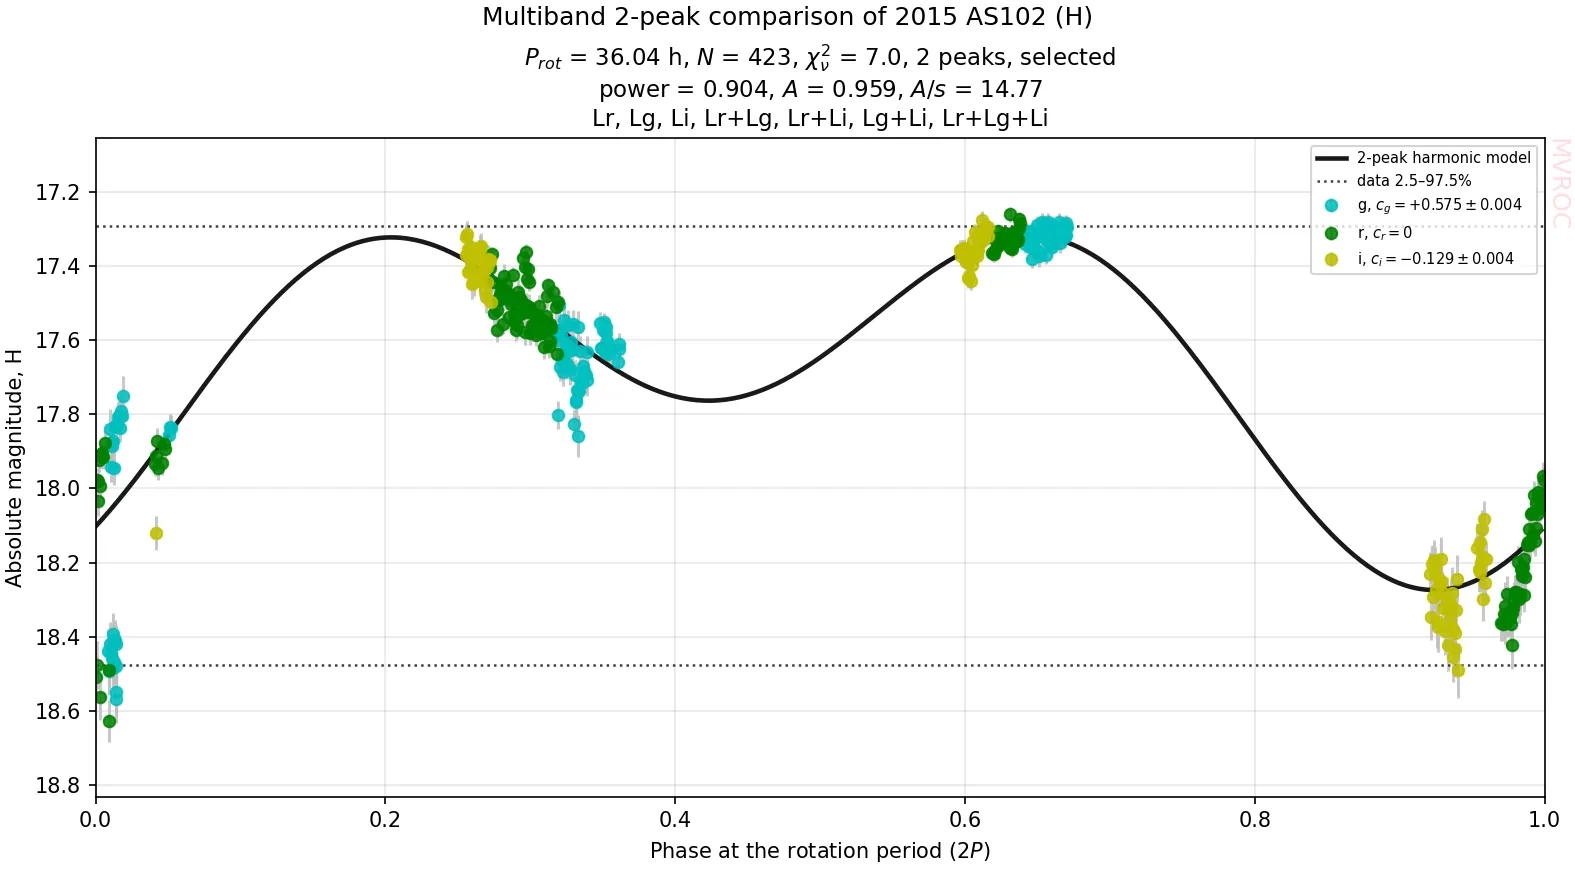 Multiband 2-peak comparison of 2015 AS102 (H)
P_rot = 36.04 h, N = 423, χ²_ν = 7.0, 2 peaks, selected
power = 0.904, A = 0.959, A/s = 14.77
Lr, Lg, Li, Lr+Lg, Lr+Li, Lg+Li, Lr+Lg+Li
2-peak harmonic model
data 2.5–97.5%
g, c_g = +0.575 ± 0.004
r, c_r = 0
i, c_i = −0.129 ± 0.004
MVROC
Absolute magnitude, H
17.2
17.4
17.6
17.8
18.0
18.2
18.4
18.6
18.8
0.0 0.2 0.4 0.6 0.8 1.0
Phase at the rotation period (2P)